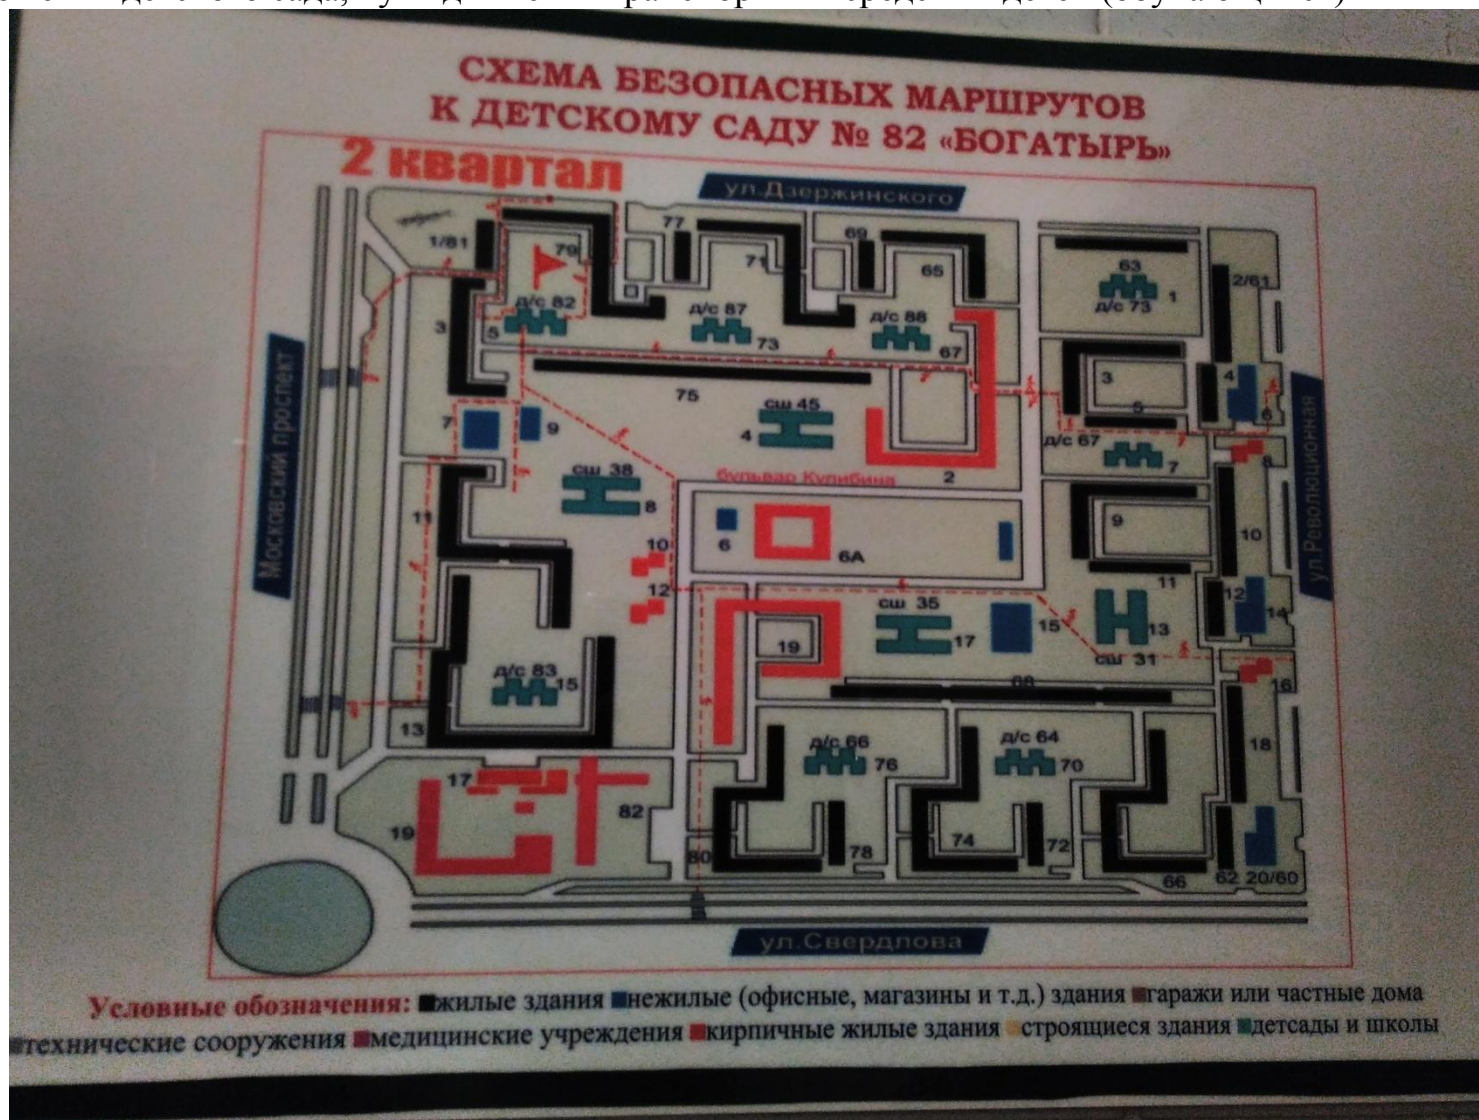 СХЕМА БЕЗОПАСНЫХ МАРШРУТОВ
К ДЕТСКОМУ САДУ № 82 «БОГАТЫРЬ»
2 квартал
ул.Дзержинского
1/81
79
77
71
69
65
63
1
2/61
д/с 82
д/с 87
д/с 88
д/с 73
3
5
73
67
3
4
Московский проспект
75
5
6
ул.Революционная
7
9
сш 45
4
д/с 67
7
8
сш 38
8
бульвар Кулибина
2
11
9
10
6
6А
10
11
12
12
14
сш 35
17
15
13
19
сш 31
д/с 83
15
68
16
13
18
д/с 66
76
д/с 64
70
17
82
19
80
78
74
72
66
62
20/60
ул.Свердлова
Условные обозначения: жилые здания нежилые (офисные, магазины и т.д.) здания гаражи или частные дома
технические сооружения медицинские учреждения кирпичные жилые здания строящиеся здания детсады и школы